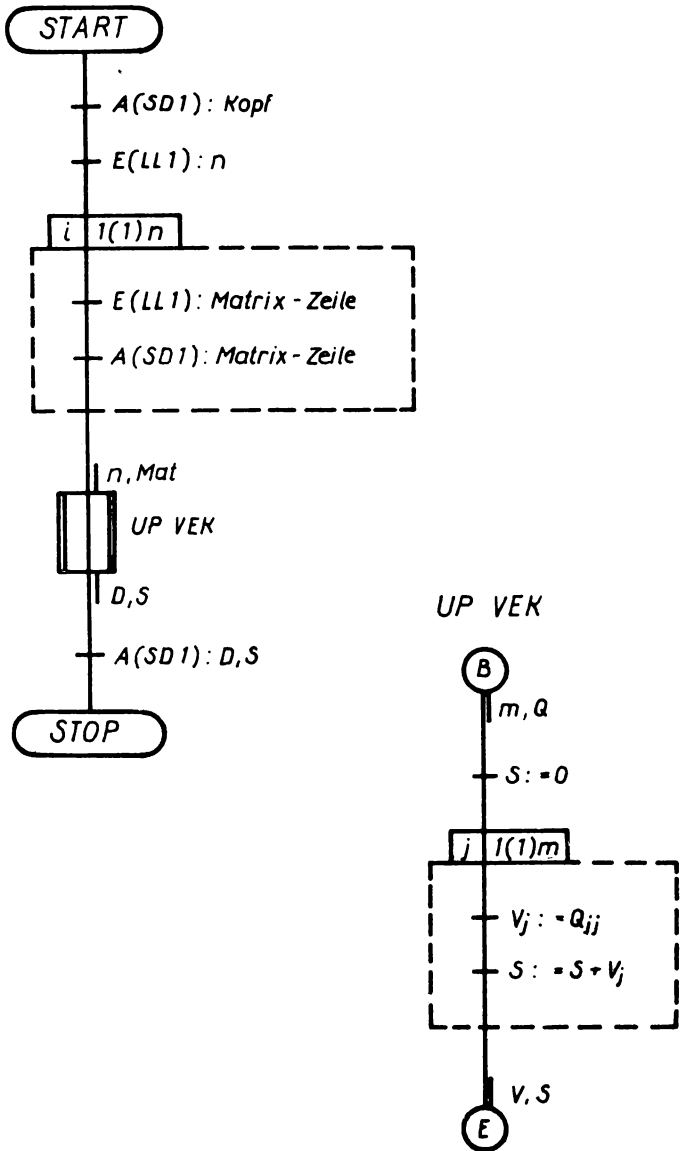 START
A(SD1): Kopf
E(LL1): n
i 1(1)n
E(LL1): Matrix-Zeile
A(SD1): Matrix-Zeile
n, Mat
UP VEK
D,S
A(SD1): D,S
STOP
UP VEK
B
m, Q
S:=0
j 1(1)m
Vj:=Qjj
S:=S+Vj
V, S
E